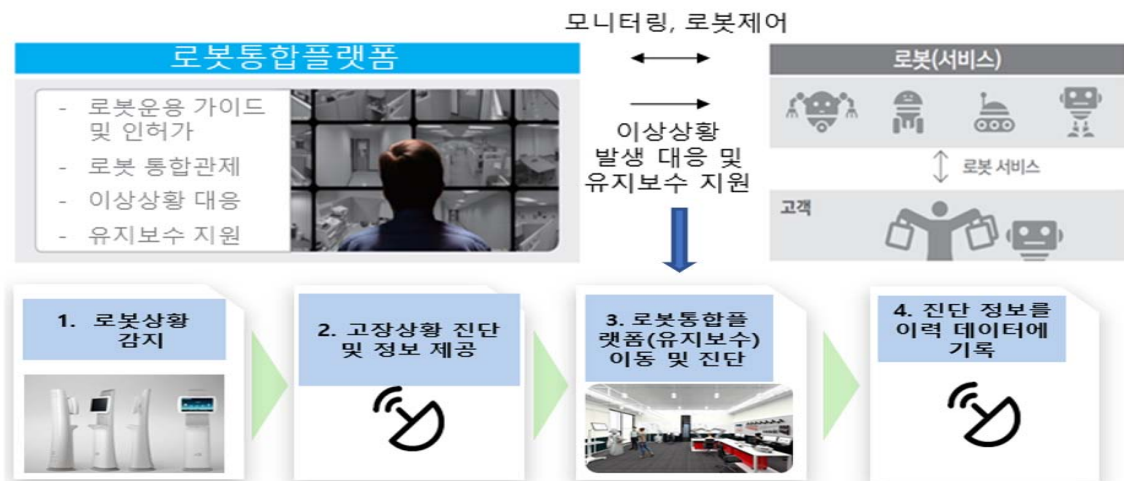 모니터링, 로봇제어
로봇통합플랫폼
- 로봇운용 가이드
및 인허가
- 로봇 통합관제
- 이상상황 대응
- 유지보수 지원
이상상황
발생 대응 및
유지보수 지원
로봇(서비스)
로봇 서비스
고객
1. 로봇상황
감지
2. 고장상황 진단
및 정보 제공
3. 로봇통합플
랫폼(유지보수)
이동 및 진단
4. 진단 정보를
이력 데이터에
기록